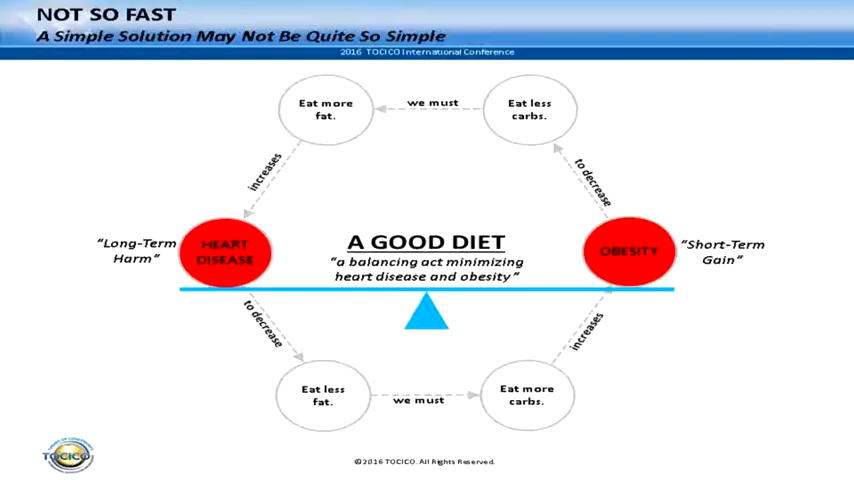 NOT SO FAST
A Simple Solution May Not Be Quite So Simple
2016 TOCICO International Conference
Eat more
fat.
we must
Eat less
carbs.
increases
to decrease
"Long-Term
Harm"
HEART
DISEASE
A GOOD DIET
"a balancing act minimizing
heart disease and obesity"
OBESITY
"Short-Term
Gain"
to decrease
increases
Eat less
fat.
we must
Eat more
carbs.
TOCICO
©2016 TOCICO. All Rights Reserved.